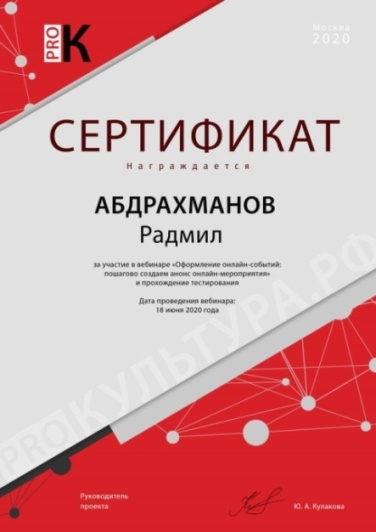 PRO
К
Москва
2020
СЕРТИФИКАТ
Награждается
АБДРАХМАНОВ
Радмил
за участие в вебинаре «Оформление онлайн-событий:
пошагово создаем анонс онлайн-мероприятия»
и прохождение тестирования
Дата проведения вебинара:
18 июня 2020 года
PROКУЛЬТУРА.РФ
Руководитель
проекта
Ю. А. Кулакова